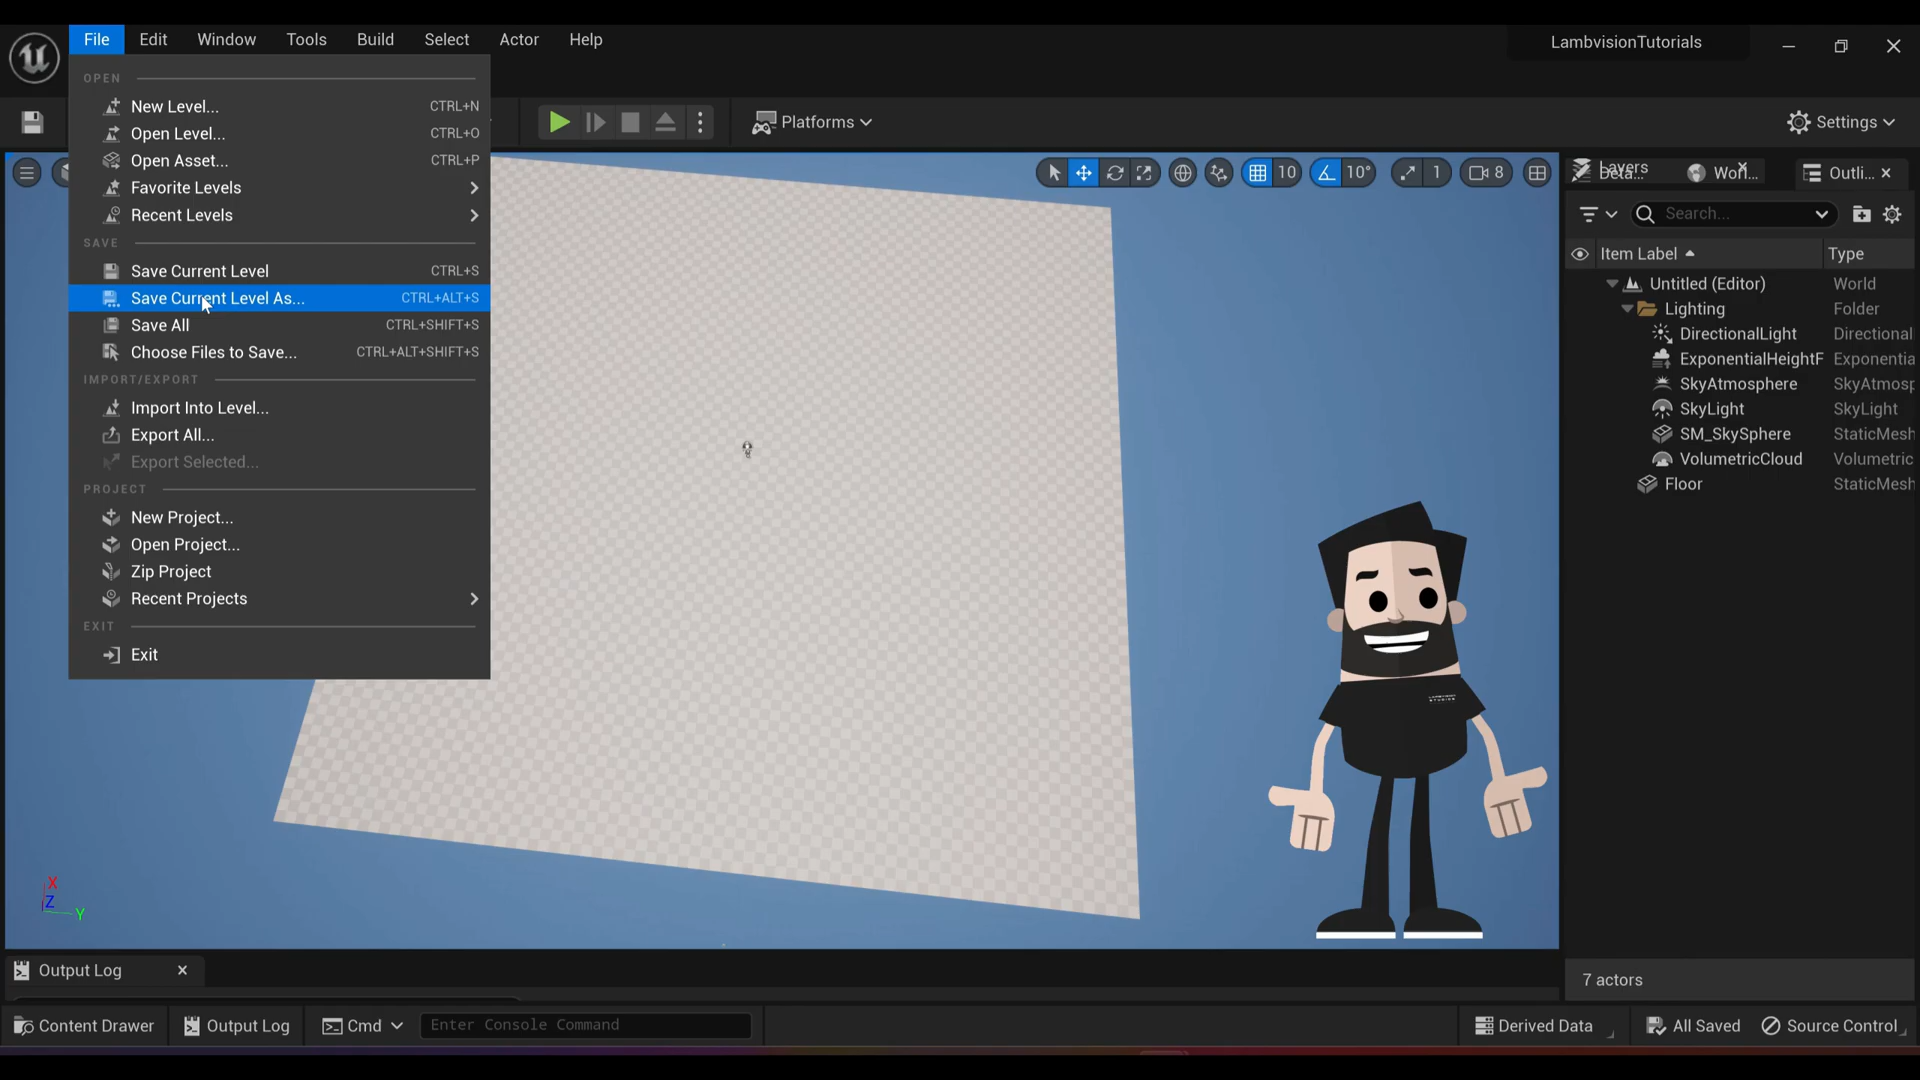 File Edit Window Tools Build Select Actor Help
LambvisionTutorials
OPEN
New Level... CTRL+N
Open Level... CTRL+O
Open Asset... CTRL+P
Favorite Levels
Recent Levels
SAVE
Save Current Level CTRL+S
Save Current Level As... CTRL+ALT+S
Save All CTRL+SHIFT+S
Choose Files to Save... CTRL+ALT+SHIFT+S
IMPORT/EXPORT
Import Into Level...
Export All...
Export Selected...
PROJECT
New Project...
Open Project...
Zip Project
Recent Projects
EXIT
Exit
Platforms
Settings
10 10° 1 8
Layers
Wor... Outli...
Search...
Item Label Type
Untitled (Editor) World
Lighting Folder
DirectionalLight Directional
ExponentialHeightF Exponentia
SkyAtmosphere SkyAtmosp
SkyLight SkyLight
SM_SkySphere StaticMesh
VolumetricCloud Volumetric
Floor StaticMesh
X
Z
Y
7 actors
Output Log
Content Drawer Output Log Cmd Enter Console Command Derived Data All Saved Source Control